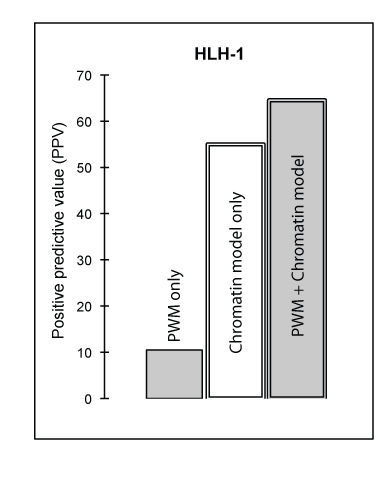 HLH-1
Positive predictive value (PPV)
70
60
50
40
30
20
10
0
PWM only
Chromatin model only
PWM + Chromatin model